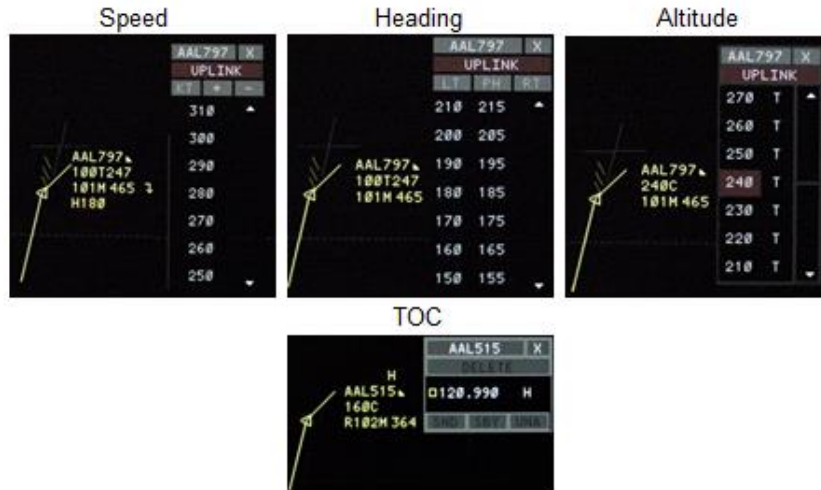 Speed
AAL797 X
UPLINK
KT + -
310
300
290
280
270
260
250
AAL797
100T247
101M 465
H180
Heading
AAL797 X
UPLINK
LT PH RT
210 215
200 205
190 195
180 185
170 175
160 165
150 155
AAL797
100T247
101M 465
Altitude
AAL797 X
UPLINK
270 T
260 T
250 T
240 T
230 T
220 T
210 T
AAL797
240C
101M 465
TOC
AAL515 X
DELETE
120.990 H
SND SBY UNA
H
AAL515
160C
R102M 364